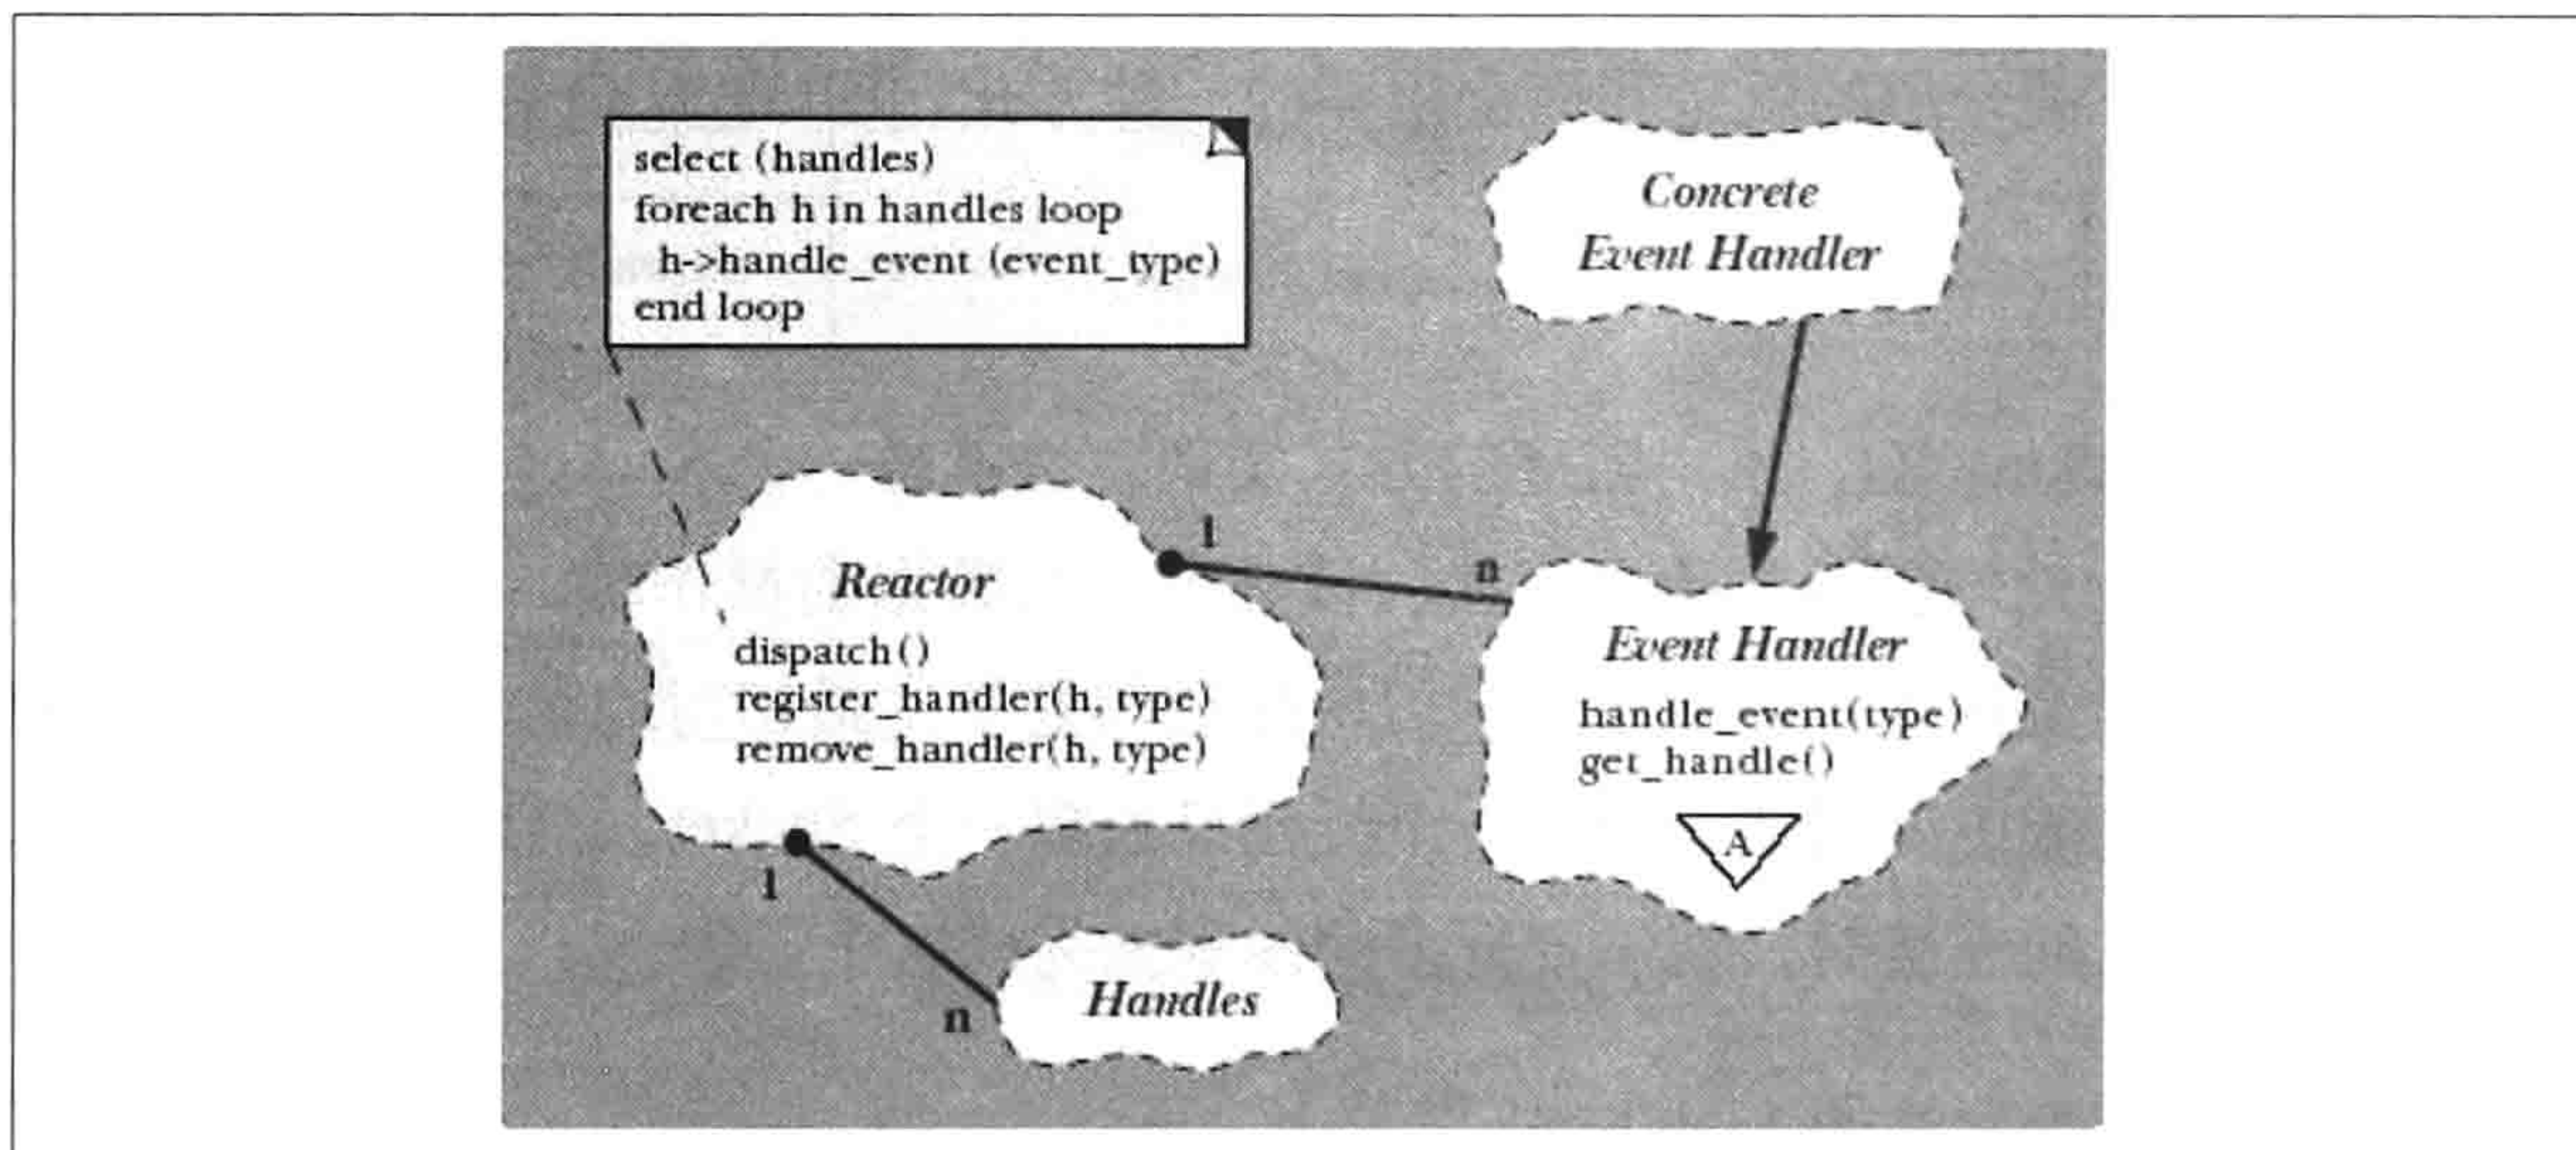 select (handles)
foreach h in handles loop
h->handle_event (event_type)
end loop
Concrete
Event Handler
1
n
Reactor
dispatch()
register_handler(h, type)
remove_handler(h, type)
Event Handler
handle_event(type)
get_handle()
A
1
n
Handles